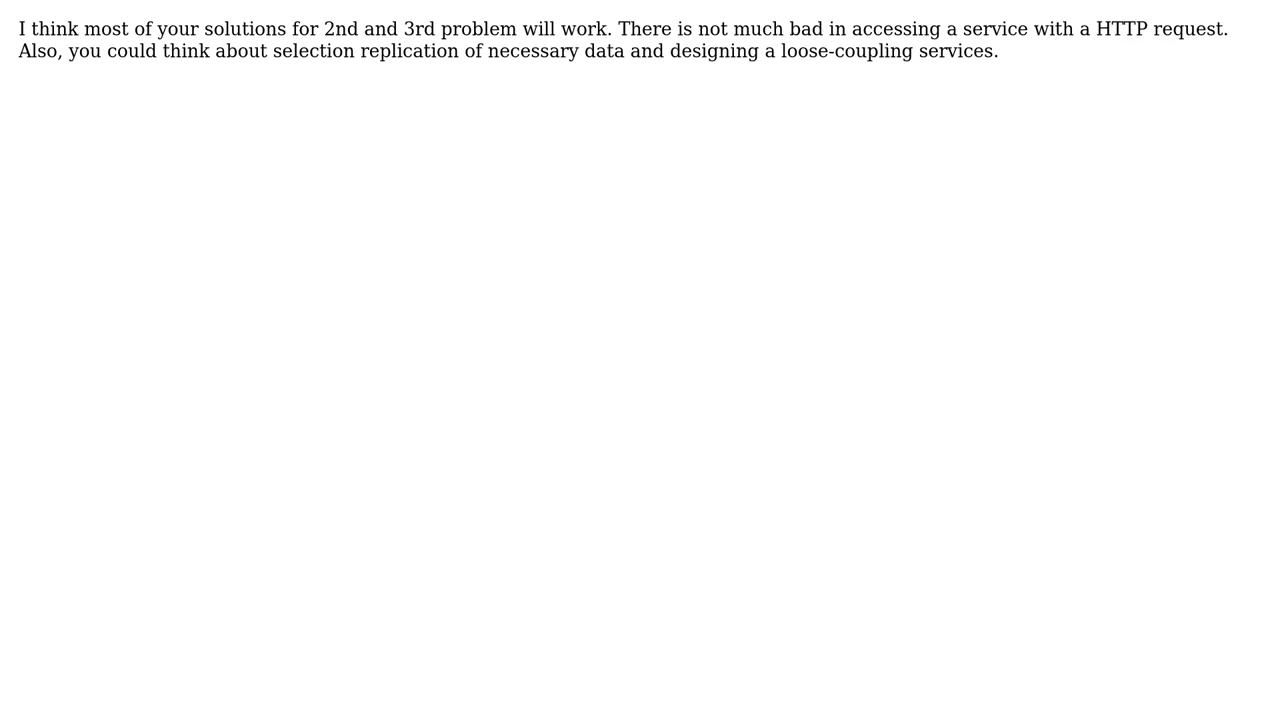 I think most of your solutions for 2nd and 3rd problem will work. There is not much bad in accessing a service with a HTTP request.
Also, you could think about selection replication of necessary data and designing a loose-coupling services.